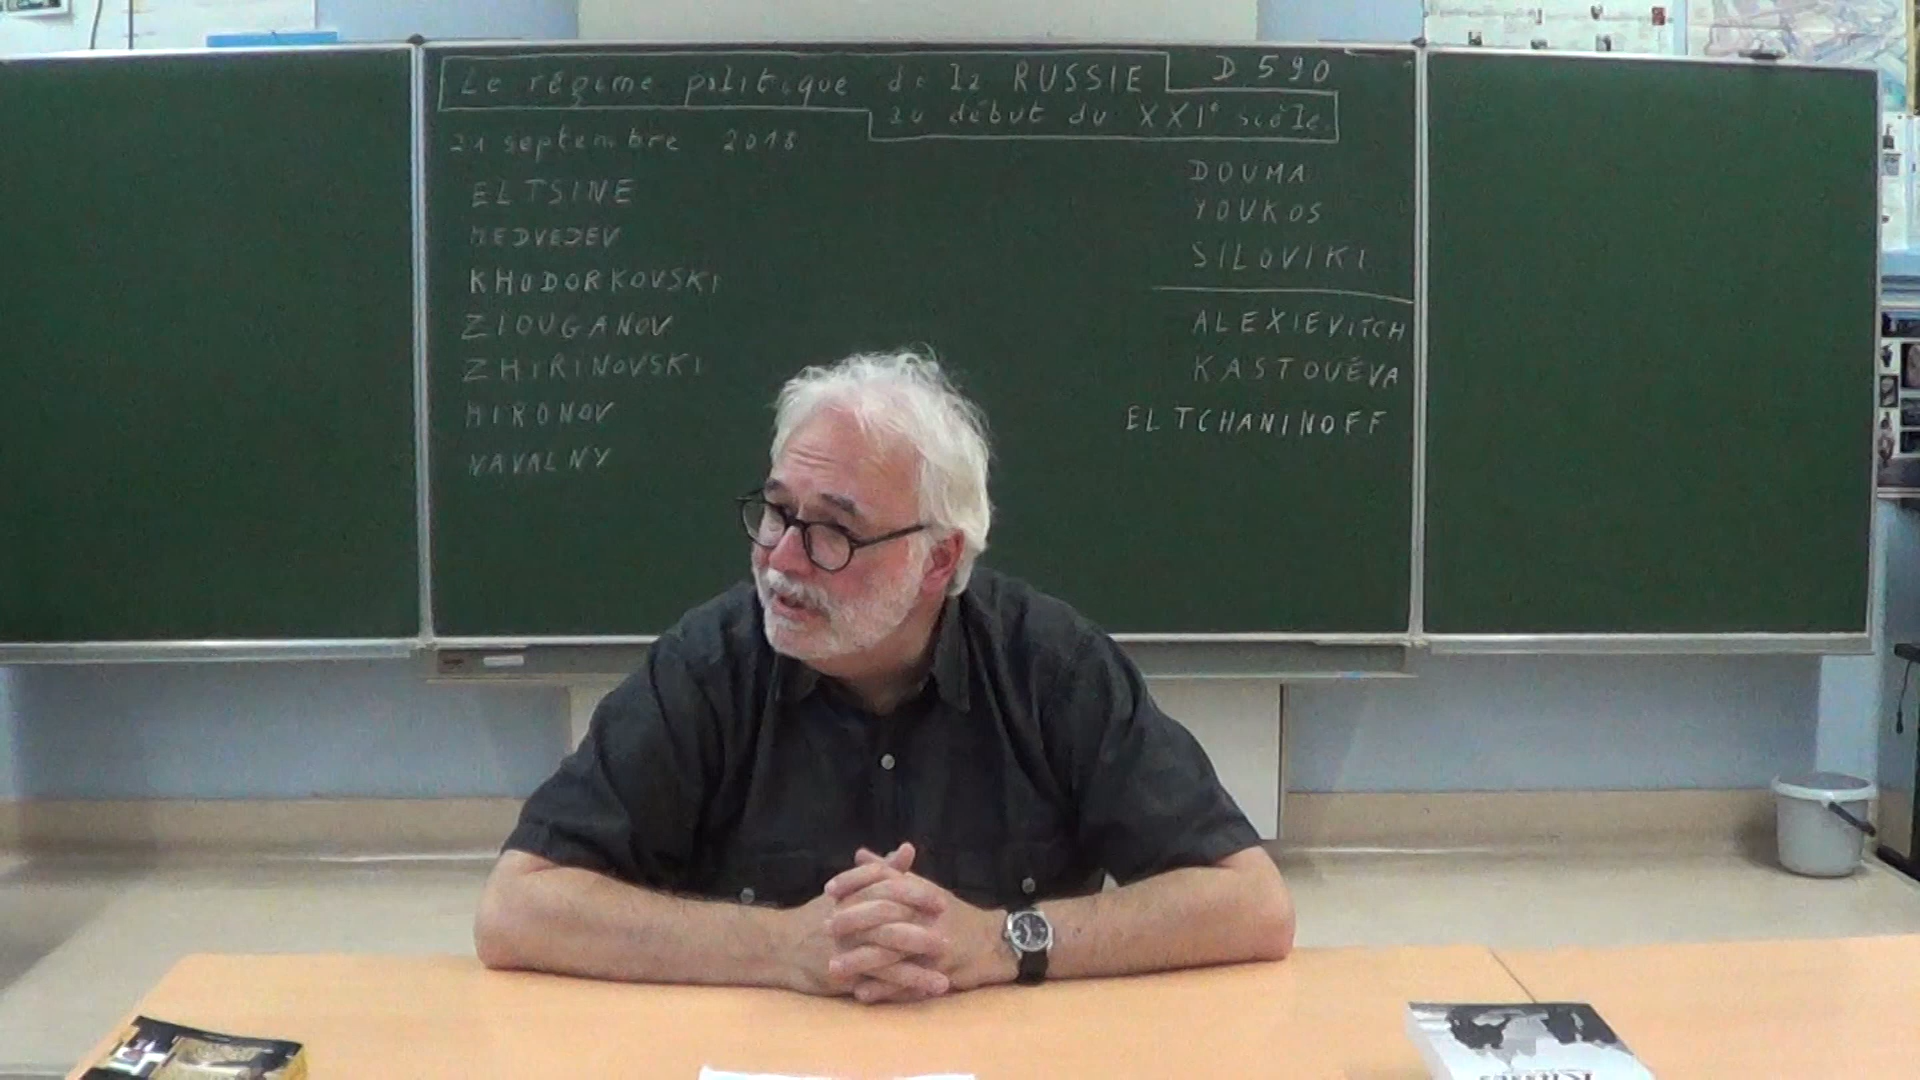 Le régime politique de la RUSSIE
D 590
au début du XXIe siècle.
21 septembre 2018
ELTSINE
MEDVEDEV
KHODORKOVSKI
ZIOUGANOV
ZHIRINOVSKI
MIRONOV
NAVALNY
DOUMA
YOUKOS
SILOVIKI
ALEXIEVITCH
KASTOUÉVA
ELTCHANINOFF